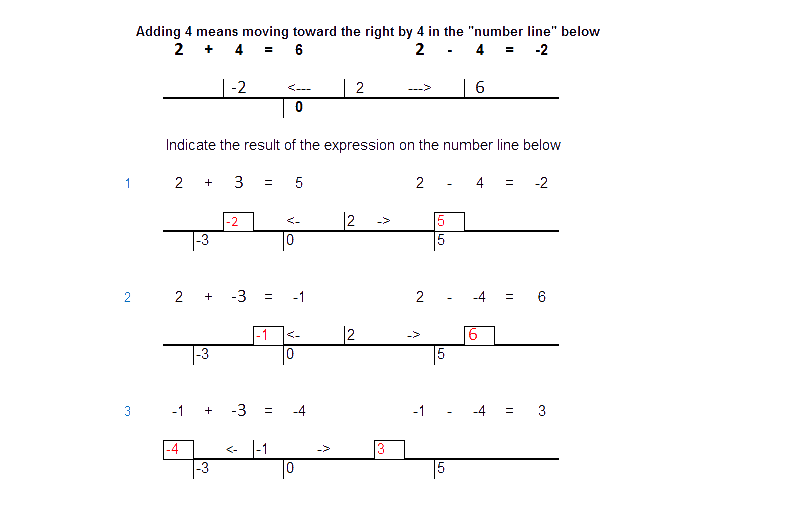 Adding 4 means moving toward the right by 4 in the "number line" below
2 + 4 = 6 2 - 4 = -2
-2 <--- 2 ---> 6
0
Indicate the result of the expression on the number line below
1 2 + 3 = 5 2 - 4 = -2
-2 <- 2 -> 5
-3 0 5
2 2 + -3 = -1 2 - -4 = 6
-1 <- 2 -> 6
-3 0 5
3 -1 + -3 = -4 -1 - -4 = 3
-4 <- -1 -> 3
-3 0 5